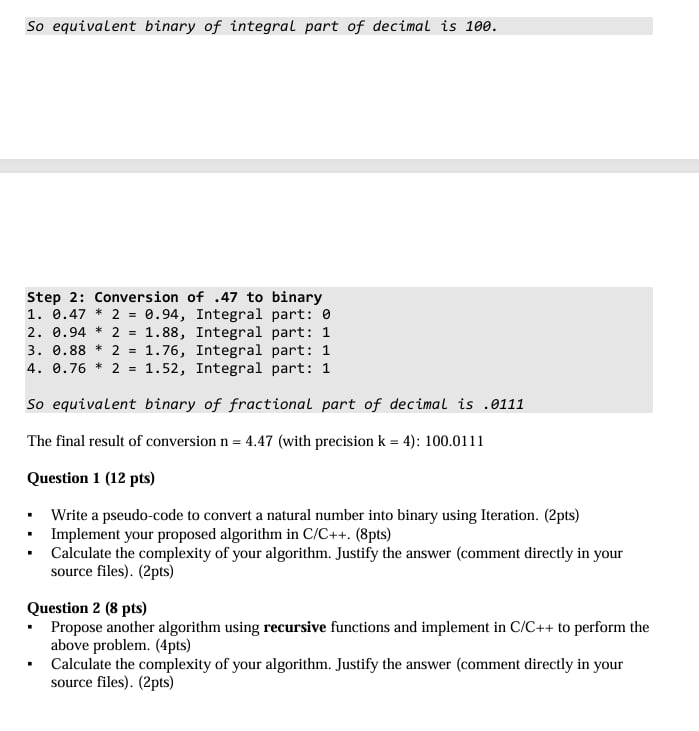 So equivalent binary of integral part of decimal is 100.
Step 2: Conversion of .47 to binary
1. 0.47 * 2 = 0.94, Integral part: 0
2. 0.94 * 2 = 1.88, Integral part: 1
3. 0.88 * 2 = 1.76, Integral part: 1
4. 0.76 * 2 = 1.52, Integral part: 1
So equivalent binary of fractional part of decimal is .0111
The final result of conversion n = 4.47 (with precision k = 4): 100.0111
Question 1 (12 pts)
▪ Write a pseudo-code to convert a natural number into binary using Iteration. (2pts)
▪ Implement your proposed algorithm in C/C++. (8pts)
▪ Calculate the complexity of your algorithm. Justify the answer (comment directly in your
source files). (2pts)
Question 2 (8 pts)
▪ Propose another algorithm using recursive functions and implement in C/C++ to perform the
above problem. (4pts)
▪ Calculate the complexity of your algorithm. Justify the answer (comment directly in your
source files). (2pts)